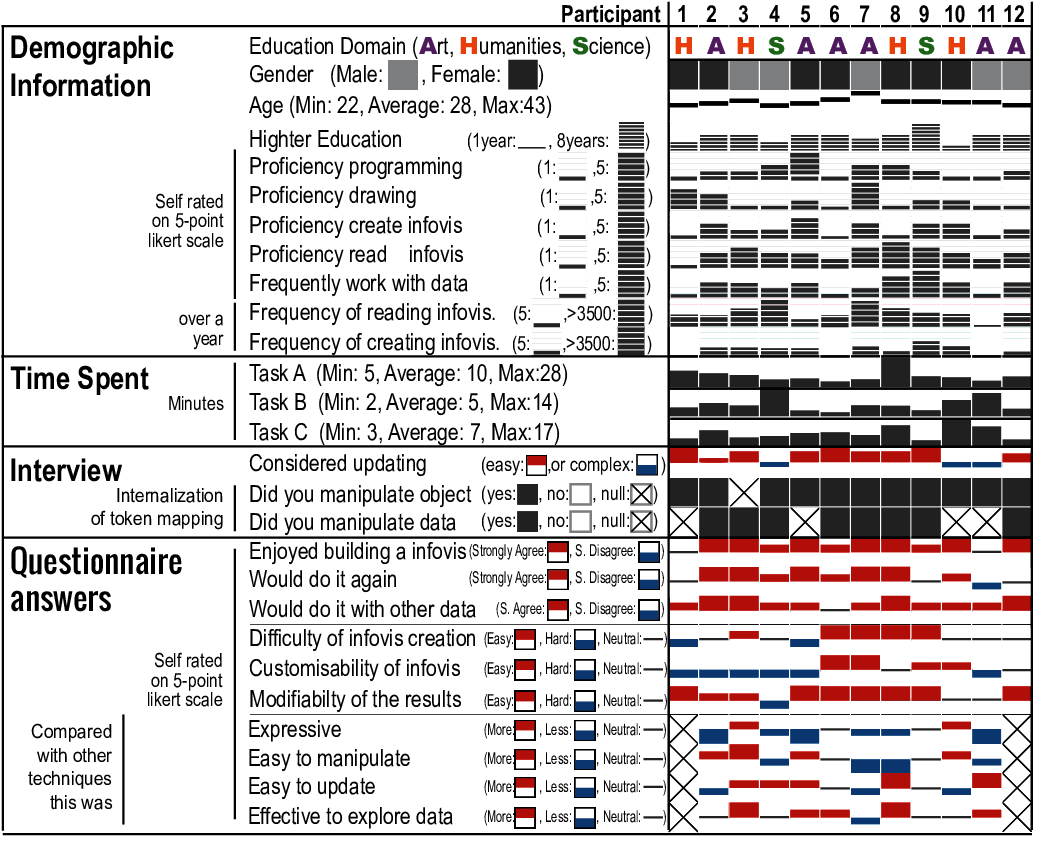 Participant 1 2 3 4 5 6 7 8 9 10 11 12
Demographic Information
Education Domain (Art, Humanities, Science) H A H S A A A H S H A A
Gender (Male: , Female: )
Age (Min: 22, Average: 28, Max:43)
Highter Education (1year: , 8years: )
Self rated on 5-point likert scale
Proficiency programming (1: ,5: )
Proficiency drawing (1: ,5: )
Proficiency create infovis (1: ,5: )
Proficiency read infovis (1: ,5: )
Frequently work with data (1: ,5: )
over a year
Frequency of reading infovis. (5: ,>3500: )
Frequency of creating infovis. (5: ,>3500: )
Time Spent
Minutes
Task A (Min: 5, Average: 10, Max:28)
Task B (Min: 2, Average: 5, Max:14)
Task C (Min: 3, Average: 7, Max:17)
Interview
Internalization of token mapping
Considered updating (easy: ,or complex: )
Did you manipulate object (yes: , no: , null: )
Did you manipulate data (yes: , no: , null: )
Questionnaire answers
Enjoyed building a infovis (Strongly Agree: , S. Disagree: )
Would do it again (Strongly Agree: , S. Disagree: )
Would do it with other data (S. Agree: , S. Disagree: )
Self rated on 5-point likert scale
Difficulty of infovis creation (Easy: , Hard: , Neutral: )
Customisability of infovis (Easy: , Hard: , Neutral: )
Modifiabilty of the results (Easy: , Hard: , Neutral: )
Compared with other techniques this was
Expressive (More: , Less: , Neutral: )
Easy to manipulate (More: , Less: , Neutral: )
Easy to update (More: , Less: , Neutral: )
Effective to explore data (More: , Less: , Neutral: )